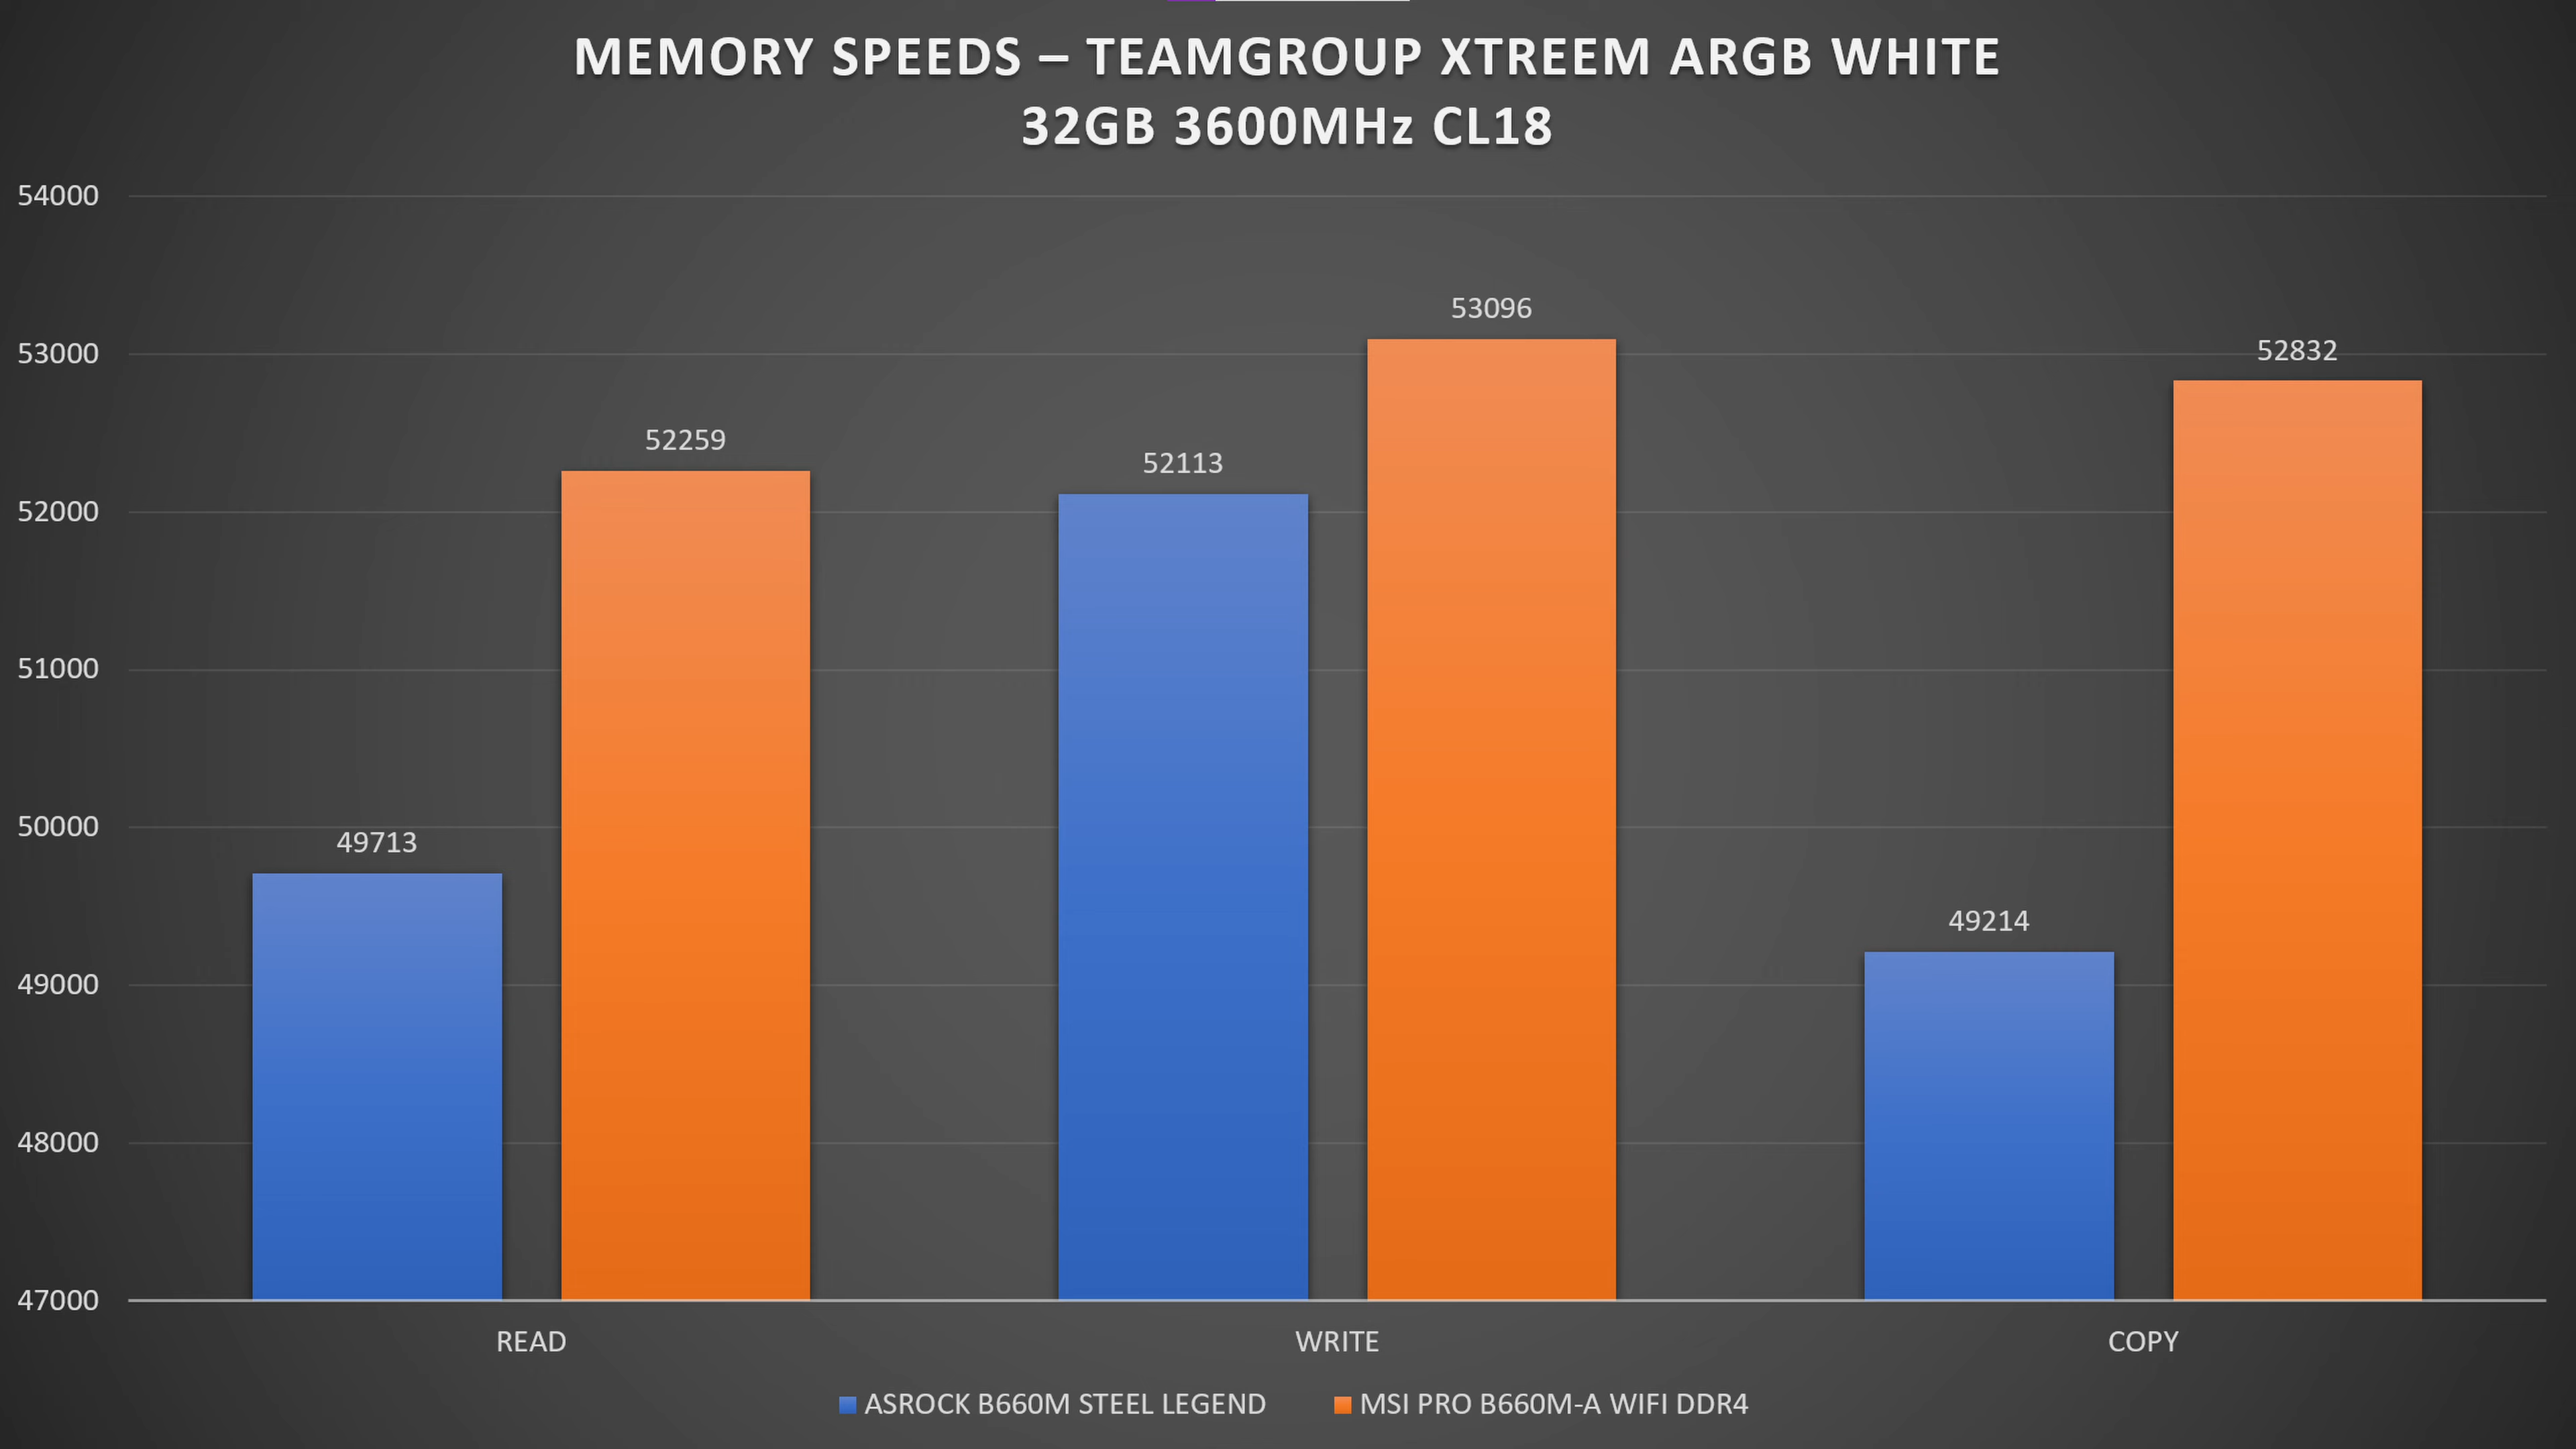 MEMORY SPEEDS – TEAMGROUP XTREEM ARGB WHITE
32GB 3600MHz CL18
54000
53000
52000
51000
50000
49000
48000
47000
49713
52259
52113
53096
49214
52832
READ
WRITE
COPY
ASROCK B660M STEEL LEGEND
MSI PRO B660M-A WIFI DDR4